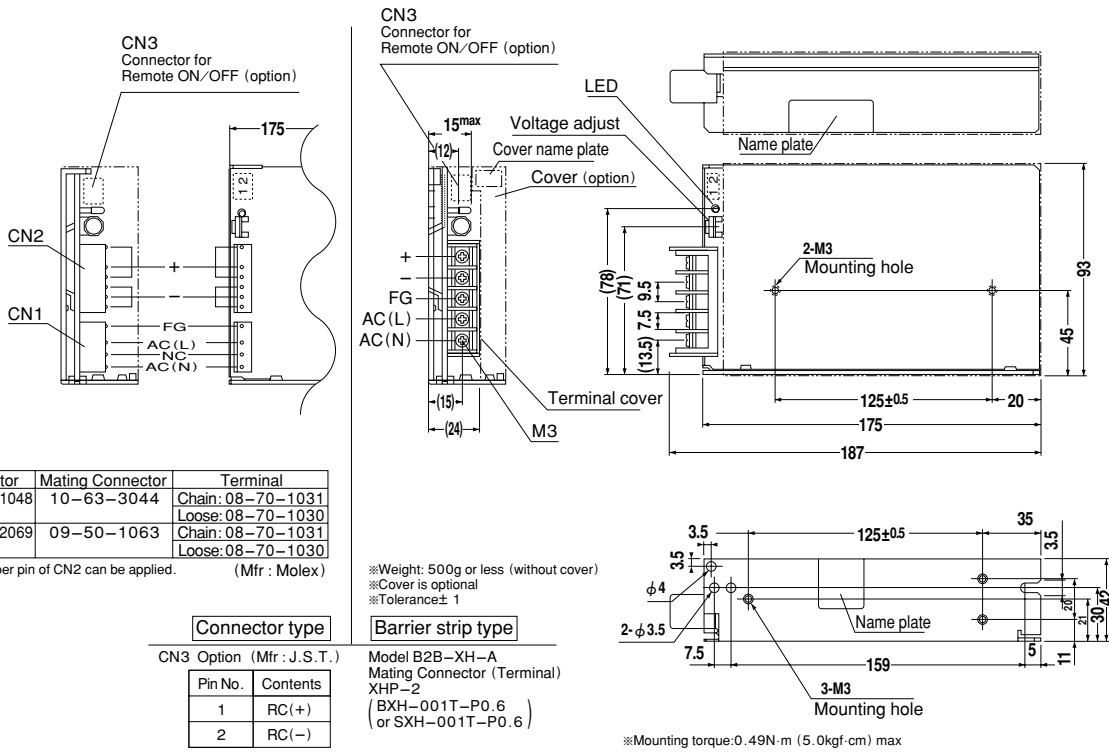 CN3
Connector for
Remote ON/OFF (option)
175
1 2
CN2
CN1
+
−
FG
AC(L)
NC
AC(N)
CN3
Connector for
Remote ON/OFF (option)
15max
(12)
LED
Voltage adjust
Cover name plate
Cover (option)
Name plate
+
−
FG
AC(L)
AC(N)
(15)
(24)
Terminal cover
M3
1 2
(78)
(71)
9.5
7.5
(13.5)
2-M3
Mounting hole
93
45
125±0.5
20
175
187
tor Mating Connector Terminal
1048 10−63−3044 Chain: 08−70−1031
Loose: 08−70−1030
2069 09−50−1063 Chain: 08−70−1031
Loose: 08−70−1030
per pin of CN2 can be applied. (Mfr : Molex)
※Weight: 500g or less (without cover)
※Cover is optional
※Tolerance± 1
Connector type
Barrier strip type
CN3 Option (Mfr : J.S.T.)
Pin No. Contents
1 RC(+)
2 RC(−)
Model B2B−XH−A
Mating Connector (Terminal)
XHP−2
(BXH−001T−P0.6
or SXH−001T−P0.6)
3.5
125±0.5
35
3.5
3.5
φ4
2-φ3.5
Name plate
20
21
30
42
7.5
159
5
11
3-M3
Mounting hole
※Mounting torque:0.49N·m (5.0kgf·cm) max